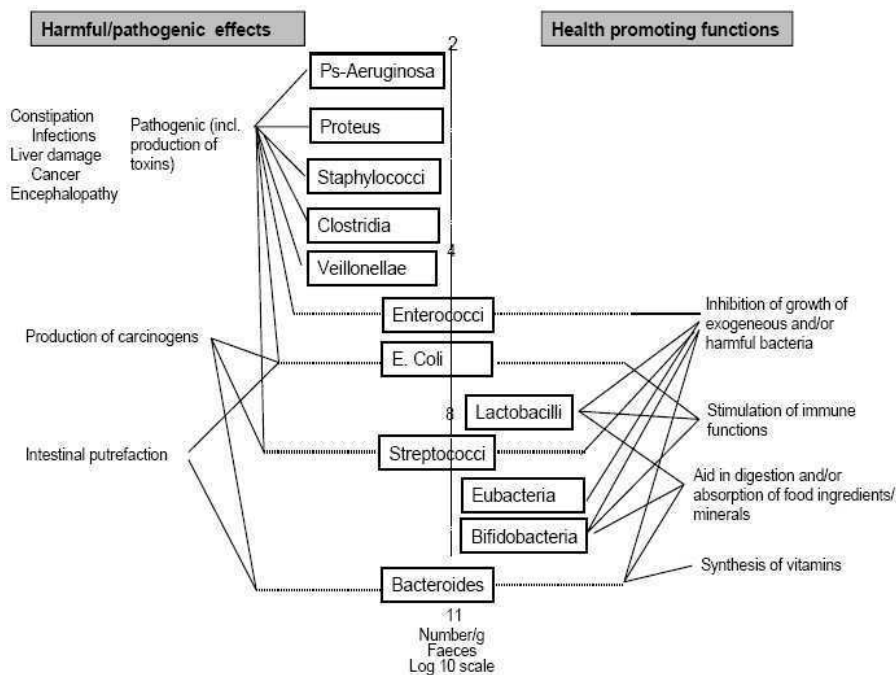 Harmful/pathogenic effects
Health promoting functions
2
Ps-Aeruginosa
Constipation
Infections
Liver damage
Cancer
Encephalopathy
Pathogenic (incl.
production of
toxins)
Proteus
Staphylococci
Clostridia
4
Veillonellae
Enterococci
Inhibition of growth of
exogeneous and/or
harmful bacteria
Production of carcinogens
E. Coli
8
Lactobacilli
Stimulation of immune
functions
Intestinal putrefaction
Streptococci
Eubacteria
Aid in digestion and/or
absorption of food ingredients/
minerals
Bifidobacteria
Synthesis of vitamins
Bacteroides
11
Number/g
Faeces
Log 10 scale